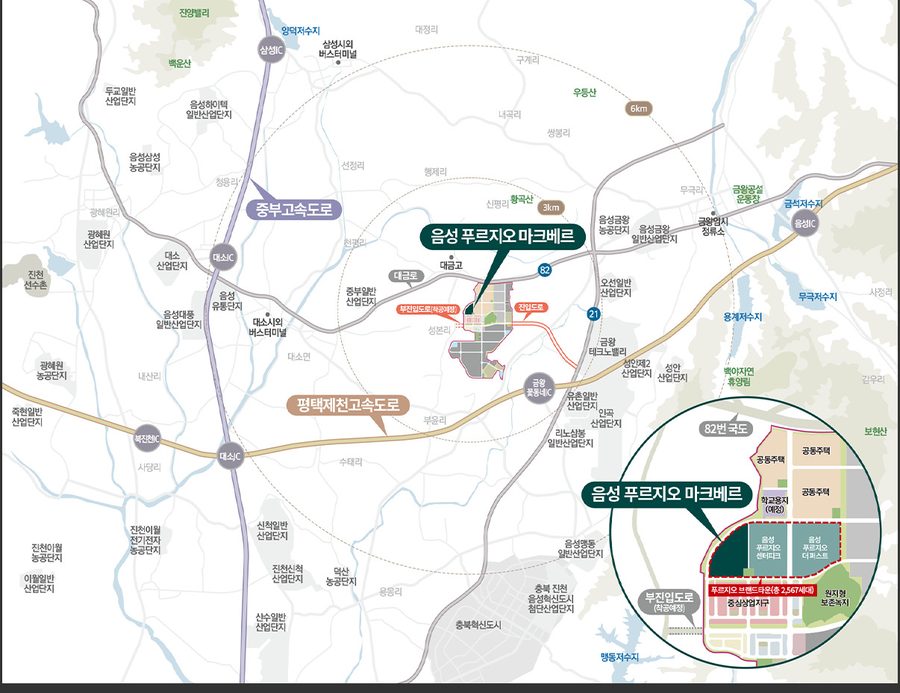 진양밸리
양덕저수지
대정리
삼성IC
삼성시외
버스터미널
구계리
백운산
우등산
두교일반
산업단지
음성하이텍
일반산업단지
6km
내곡리
쌍봉리
음성삼성
농공단지
선정리
행제리
청용리
무극리
금왕공설
운동장
황곡산
신평리
3km
금석저수지
중부고속도로
광혜원리
음성금왕
농공단지
금왕읍지
정류소
음성IC
음성 푸르지오 마크베르
광혜원
산업단지
천평리
음성금왕
일반산업단지
대소
산업단지
대소IC
대금고
82
대금로
진천
선수촌
음성
유통단지
중부일반
산업단지
오선일반
산업단지
사정리
무극저수지
부진입도로(착공예정)
진입도로
21
음성대풍
일반산업단지
대소시외
버스터미널
성본리
용계저수지
대소면
금왕
테크노밸리
광혜원
농공단지
내산리
성안제2
산업단지
성안
산업단지
백야자연
휴양림
김우리
금왕
꽃동네IC
죽현일반
산업단지
평택제천고속도로
유촌일반
산업단지
인곡
산업단지
부윤리
82번 국도
보현산
북진천IC
리노삼봉
일반산업단지
대소JC
사당리
수태리
공동주택
공동주택
음성 푸르지오 마크베르
학교용지
(예정)
공동주택
신척일반
산업단지
진천이월
전기전자
농공단지
음성
푸르지오
센터피크
음성
푸르지오
더 퍼스트
진천이월
농공단지
음성맹동
일반산업단지
이월일반
산업단지
진천신척
산업단지
덕산
농공단지
용몽리
충북 진천
음성혁신도시
첨단산업단지
푸르지오 브랜드타운(총 2,567세대)
부진입도로
(착공예정)
중심상업지구
원지형
보존녹지
산수일반
산업단지
충북혁신도시
맹동저수지